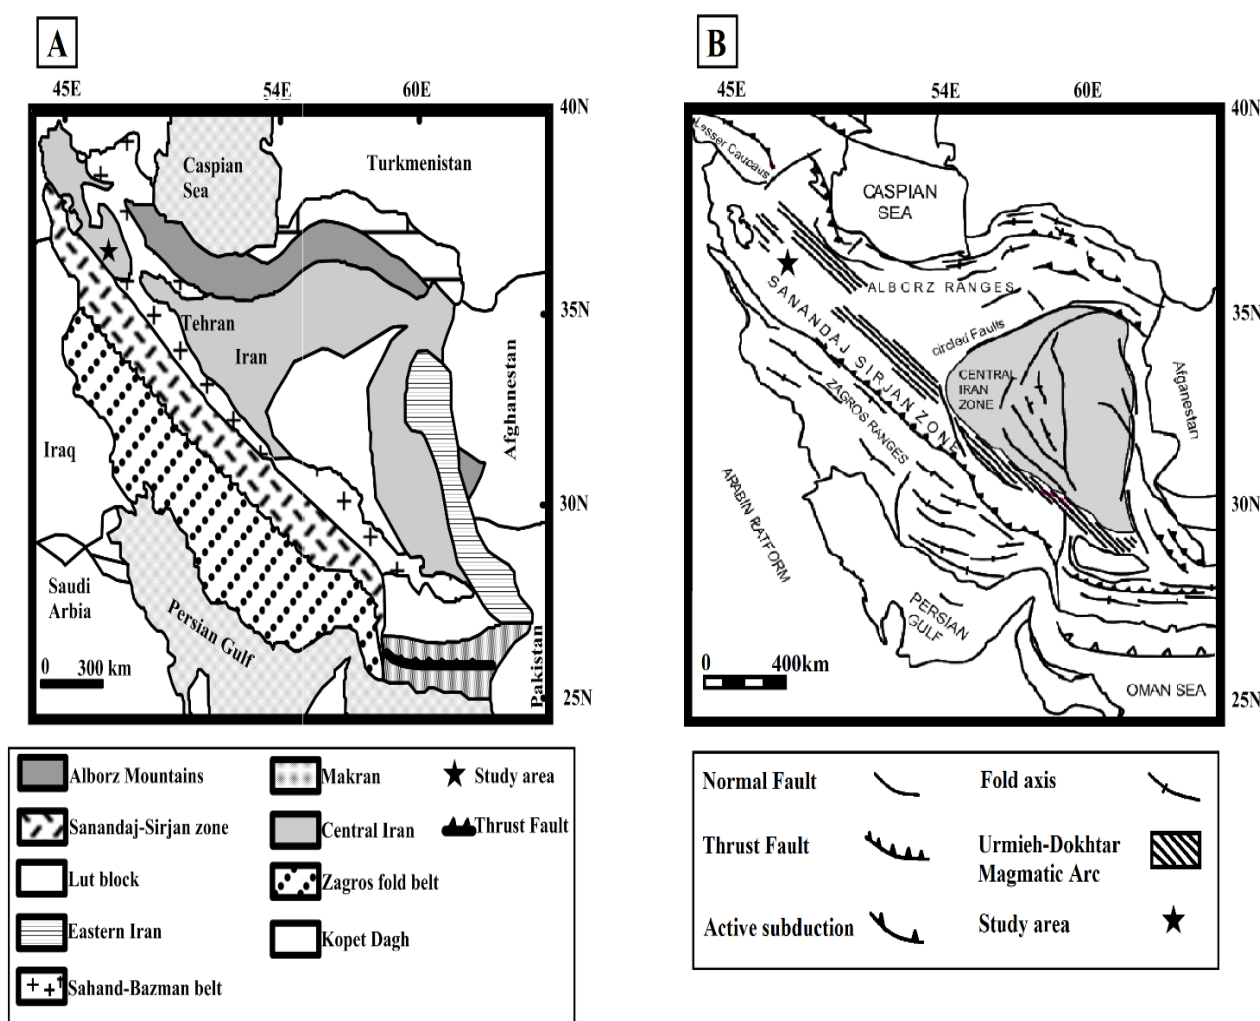 A
45E
54E
60E
40N
35N
30N
25N
Caspian
Sea
Turkmenistan
Tehran
Iran
Afghanestan
Iraq
Saudi
Arbia
Persian Gulf
Pakistan
0 300 km
Alborz Mountains
Sanandaj-Sirjan zone
Lut block
Eastern Iran
Sahand-Bazman belt
Makran
Central Iran
Zagros fold belt
Kopet Dagh
Study area
Thrust Fault
B
45E
54E
60E
40N
35N
30N
25N
Lesser Caucaus
CASPIAN
SEA
ALBORZ RANGES
SANANDAJ SIRJAN ZONE
circled Faults
CENTRAL
IRAN
ZONE
ZAGROS RANGES
Afganestan
ARABIN PLATFORM
PERSIAN
GULF
OMAN SEA
0 400km
Normal Fault
Thrust Fault
Active subduction
Fold axis
Urmieh-Dokhtar
Magmatic Arc
Study area